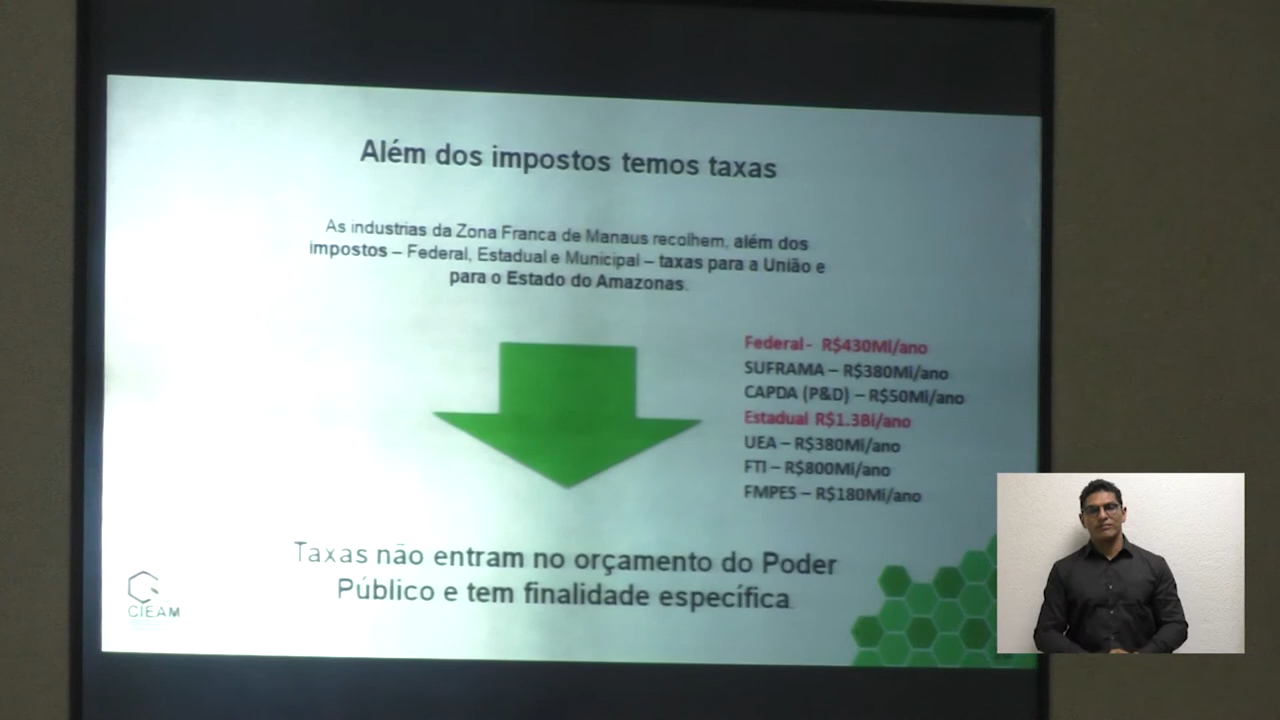 Além dos impostos temos taxas
As industrias da Zona Franca de Manaus recolhem, além dos
impostos – Federal, Estadual e Municipal – taxas para a União e
para o Estado do Amazonas.
Federal - R$430Mi/ano
SUFRAMA – R$380Mi/ano
CAPDA (P&D) – R$50Mi/ano
Estadual R$1.3Bi/ano
UEA – R$380Mi/ano
FTI – R$800Mi/ano
FMPES – R$180Mi/ano
Taxas não entram no orçamento do Poder
Público e tem finalidade específica.
CIEAM